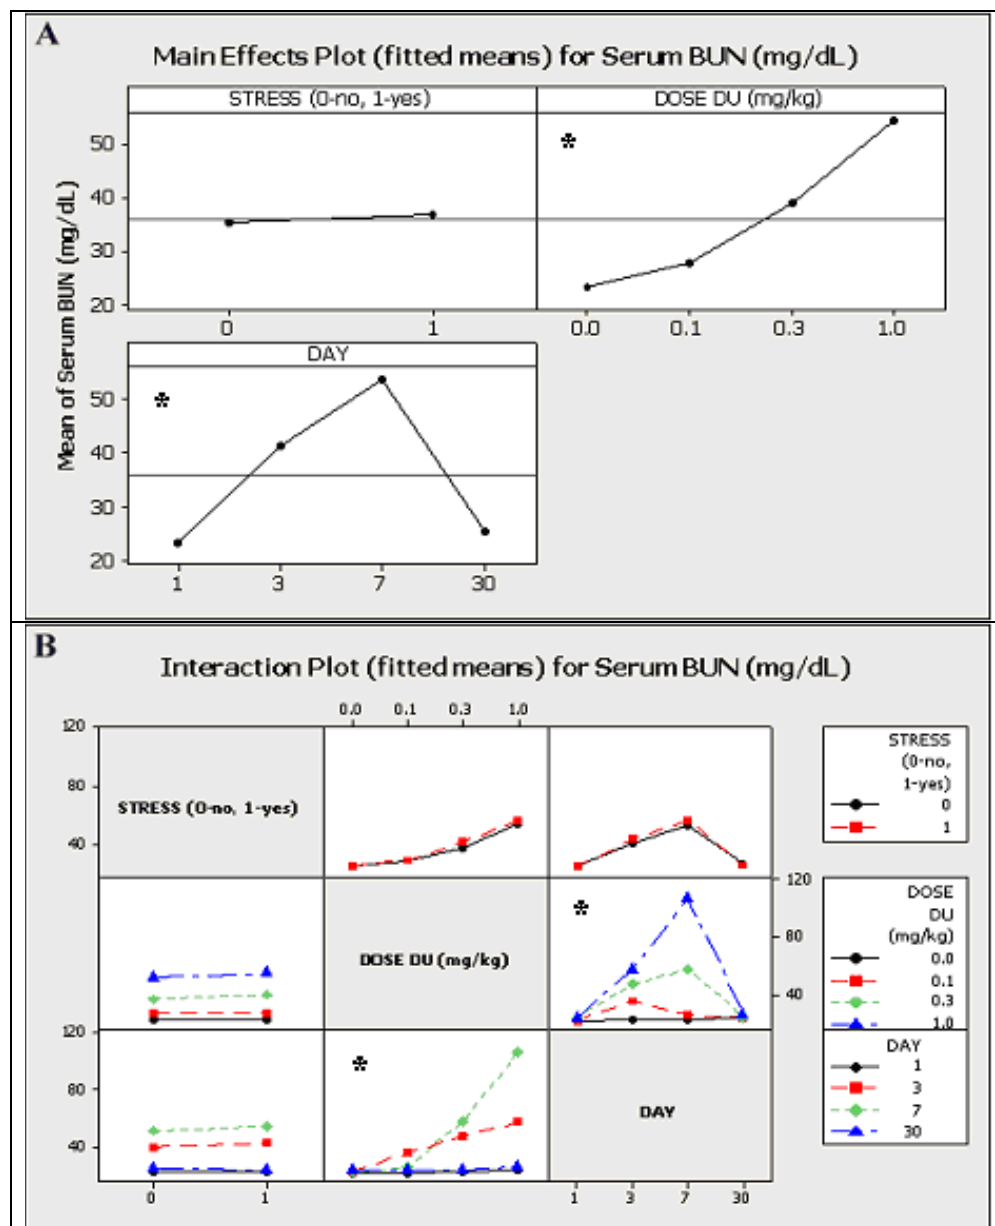 A
Main Effects Plot (fitted means) for Serum BUN (mg/dL)
STRESS (0-no, 1-yes)
DOSE DU (mg/kg)
Mean of Serum BUN (mg/dL)
50
40
30
20
*
0
1
0.0
0.1
0.3
1.0
DAY
50
40
30
20
*
1
3
7
30
B
Interaction Plot (fitted means) for Serum BUN (mg/dL)
0.0
0.1
0.3
1.0
120
80
40
STRESS (0-no, 1-yes)
STRESS
(0-no,
1-yes)
0
1
DOSE DU (mg/kg)
*
120
80
40
DOSE
DU
(mg/kg)
0.0
0.1
0.3
1.0
120
80
40
*
DAY
DAY
1
3
7
30
0
1
1
3
7
30